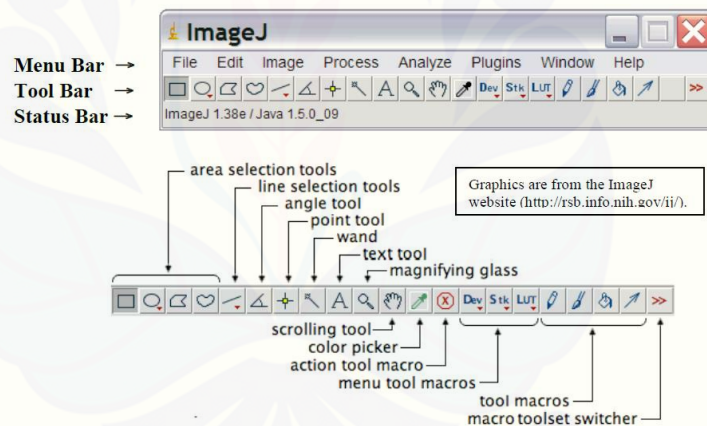 ImageJ
File Edit Image Process Analyze Plugins Window Help
Menu Bar →
Tool Bar →
Dev Stk LUT >>
Status Bar →
ImageJ 1.38e / Java 1.5.0_09
area selection tools
line selection tools
angle tool
point tool
wand
text tool
magnifying glass
Graphics are from the ImageJ
website (http://rsb.info.nih.gov/ij/).
A Dev Stk LUT >>
scrolling tool
color picker
action tool macro
menu tool macros
tool macros
macro toolset switcher